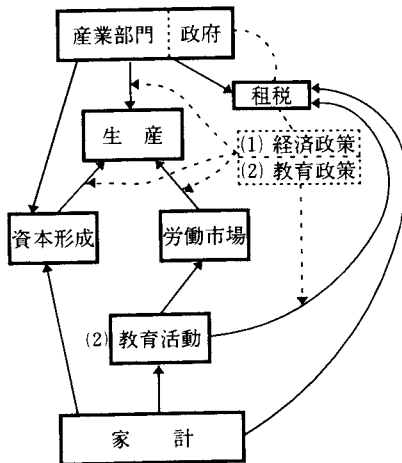 産業部門 政府
租税
生産
(1) 経済政策
(2) 教育政策
資本形成 労働市場
(2) 教育活動
家計